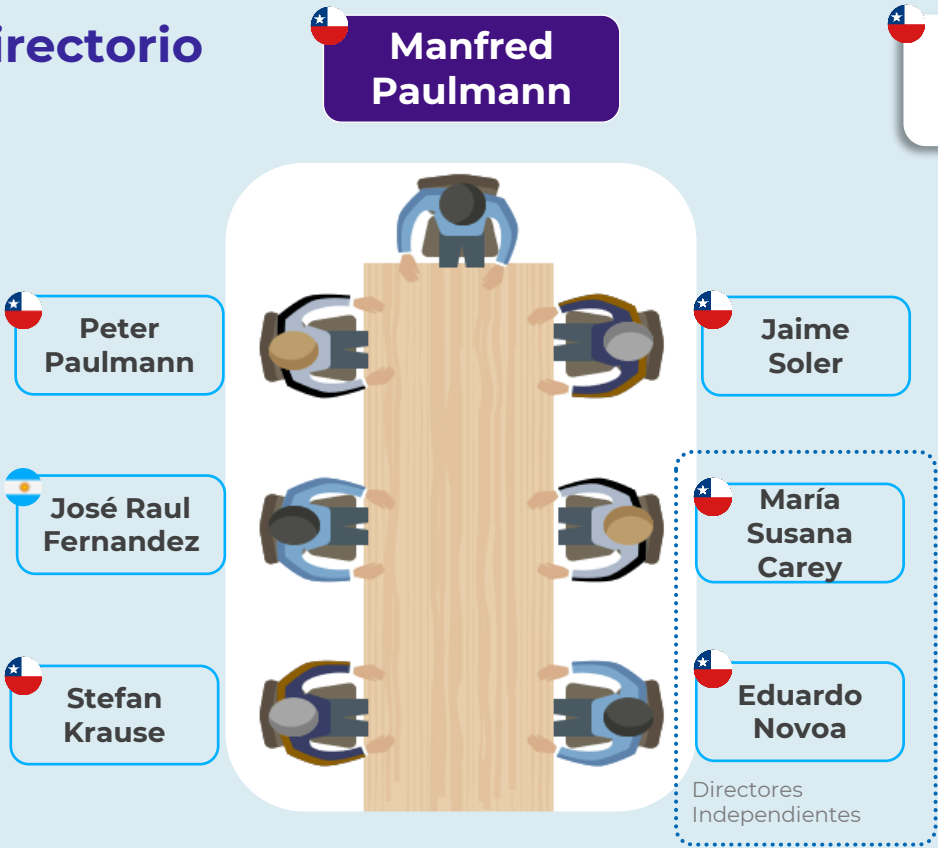 irectorio
Manfred
Paulmann
Peter
Paulmann
Jaime
Soler
José Raul
Fernandez
María
Susana
Carey
Stefan
Krause
Eduardo
Novoa
Directores
Independientes